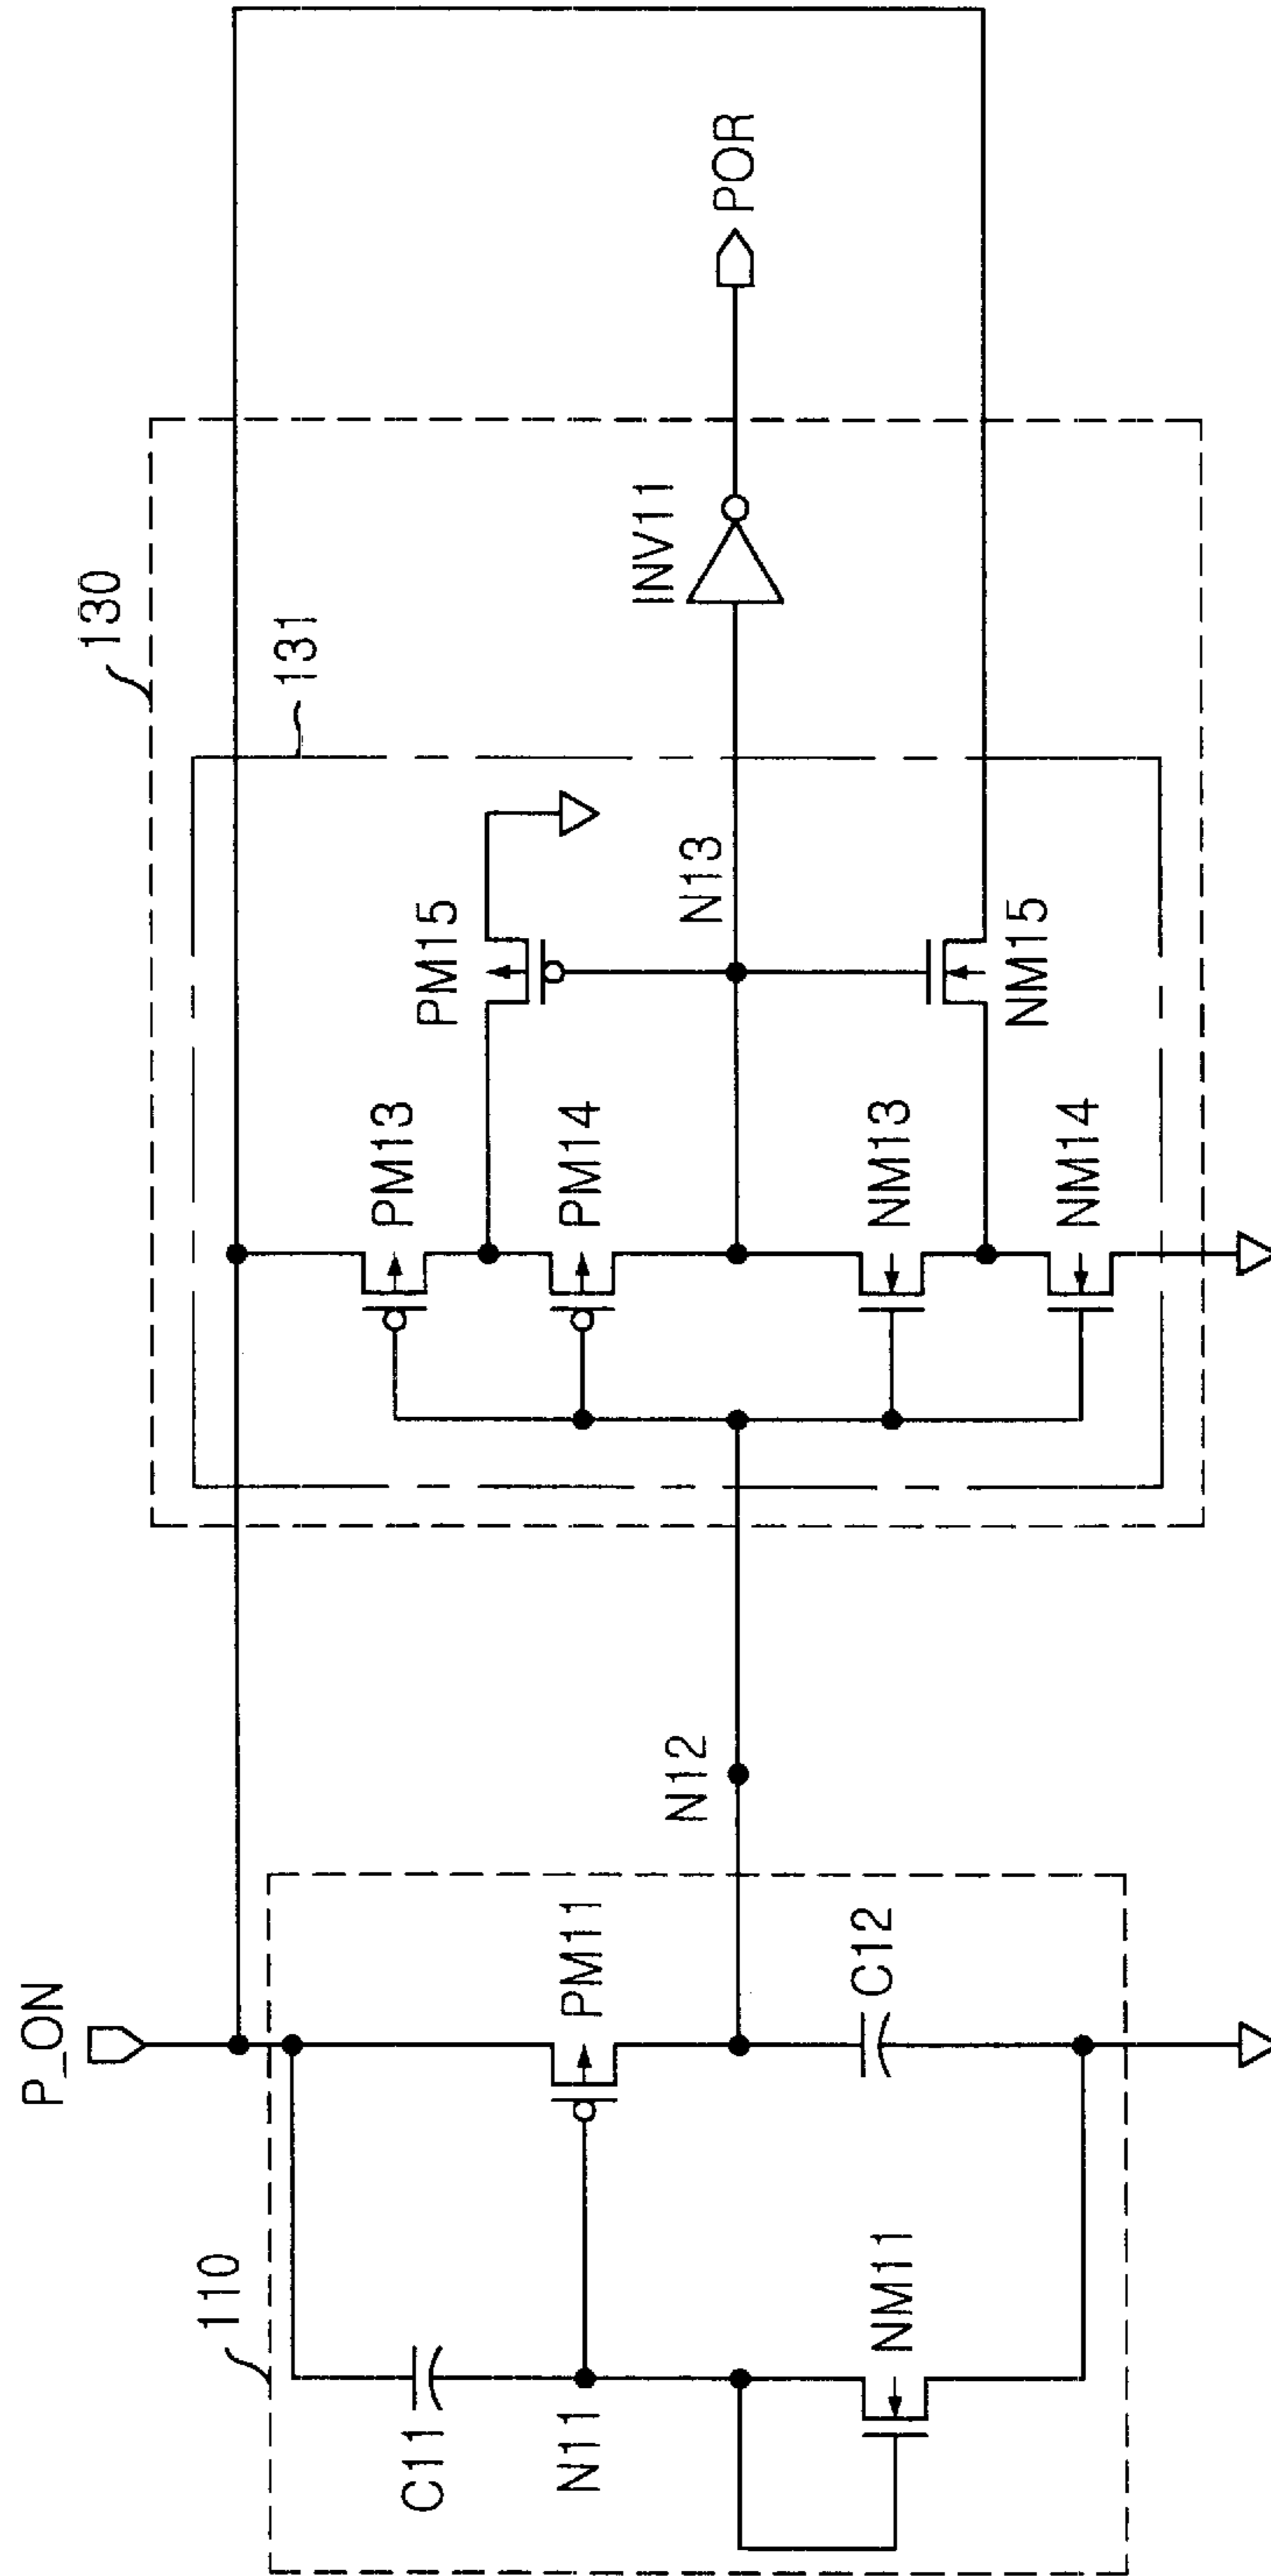 P_ON
110
C11
N11
PM11
NM11
C12
N12
130
131
PM13
PM14
PM15
N13
NM13
NM14
NM15
INV11
POR